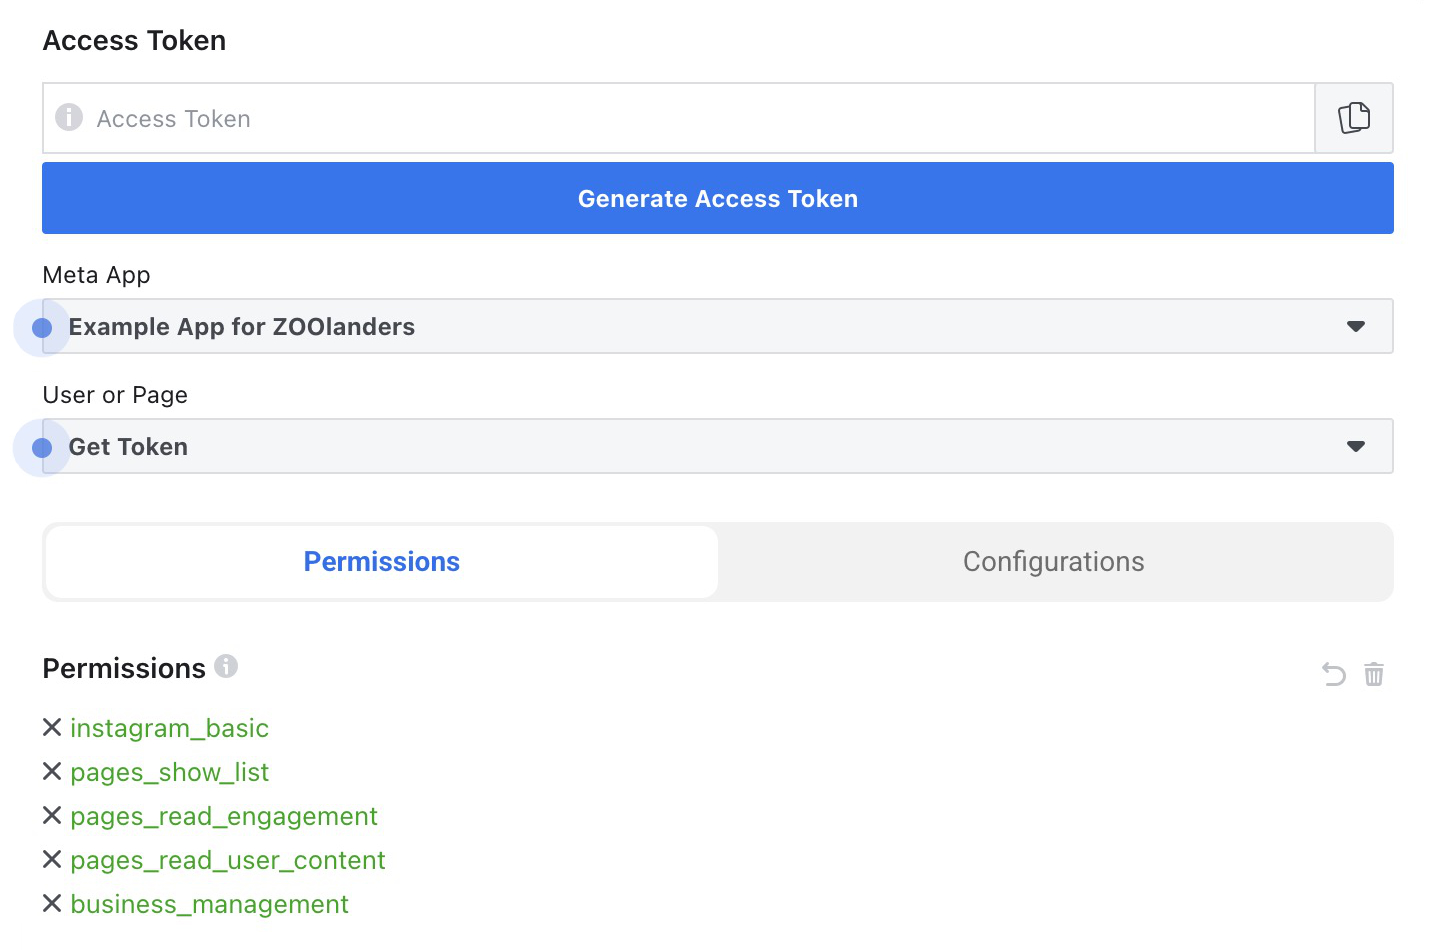 Access Token
Access Token
Generate Access Token
Meta App
Example App for ZOOlanders
User or Page
Get Token
Permissions
Configurations
Permissions
instagram_basic
pages_show_list
pages_read_engagement
pages_read_user_content
business_management